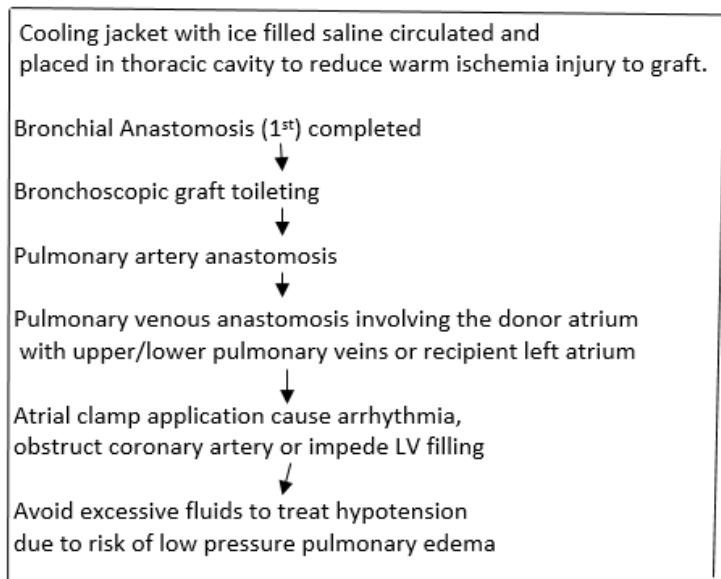 Cooling jacket with ice filled saline circulated and
placed in thoracic cavity to reduce warm ischemia injury to graft.
Bronchial Anastomosis (1st) completed
Bronchoscopic graft toileting
Pulmonary artery anastomosis
Pulmonary venous anastomosis involving the donor atrium
with upper/lower pulmonary veins or recipient left atrium
Atrial clamp application cause arrhythmia,
obstruct coronary artery or impede LV filling
Avoid excessive fluids to treat hypotension
due to risk of low pressure pulmonary edema